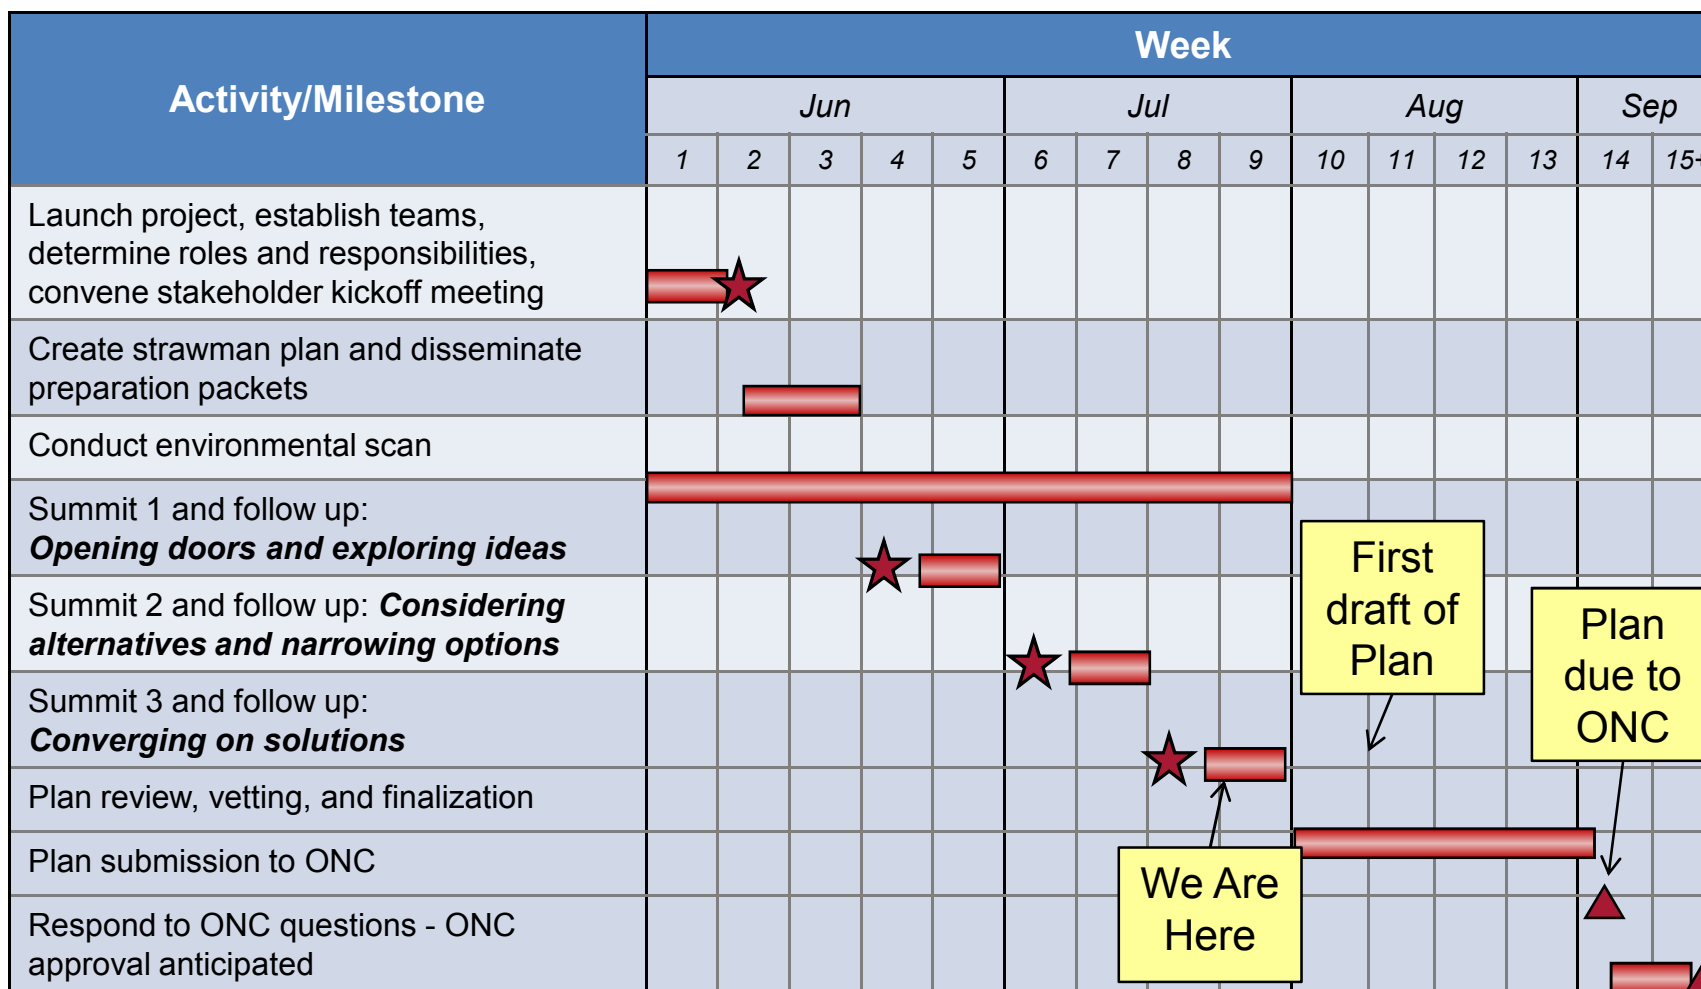 Activity/Milestone
Week
Jun
Jul
Aug
Sep
1
2
3
4
5
6
7
8
9
10
11
12
13
14
15+
Launch project, establish teams,
determine roles and responsibilities,
convene stakeholder kickoff meeting
Create strawman plan and disseminate
preparation packets
Conduct environmental scan
Summit 1 and follow up:
Opening doors and exploring ideas
Summit 2 and follow up: Considering
alternatives and narrowing options
Summit 3 and follow up:
Converging on solutions
Plan review, vetting, and finalization
Plan submission to ONC
Respond to ONC questions - ONC
approval anticipated
First
draft of
Plan
Plan
due to
ONC
We Are
Here